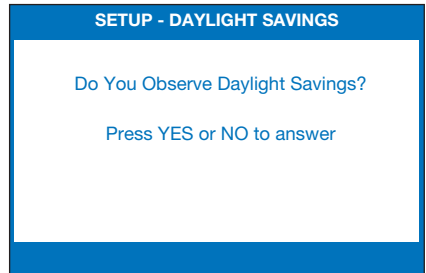 SETUP - DAYLIGHT SAVINGS
Do You Observe Daylight Savings?
Press YES or NO to answer